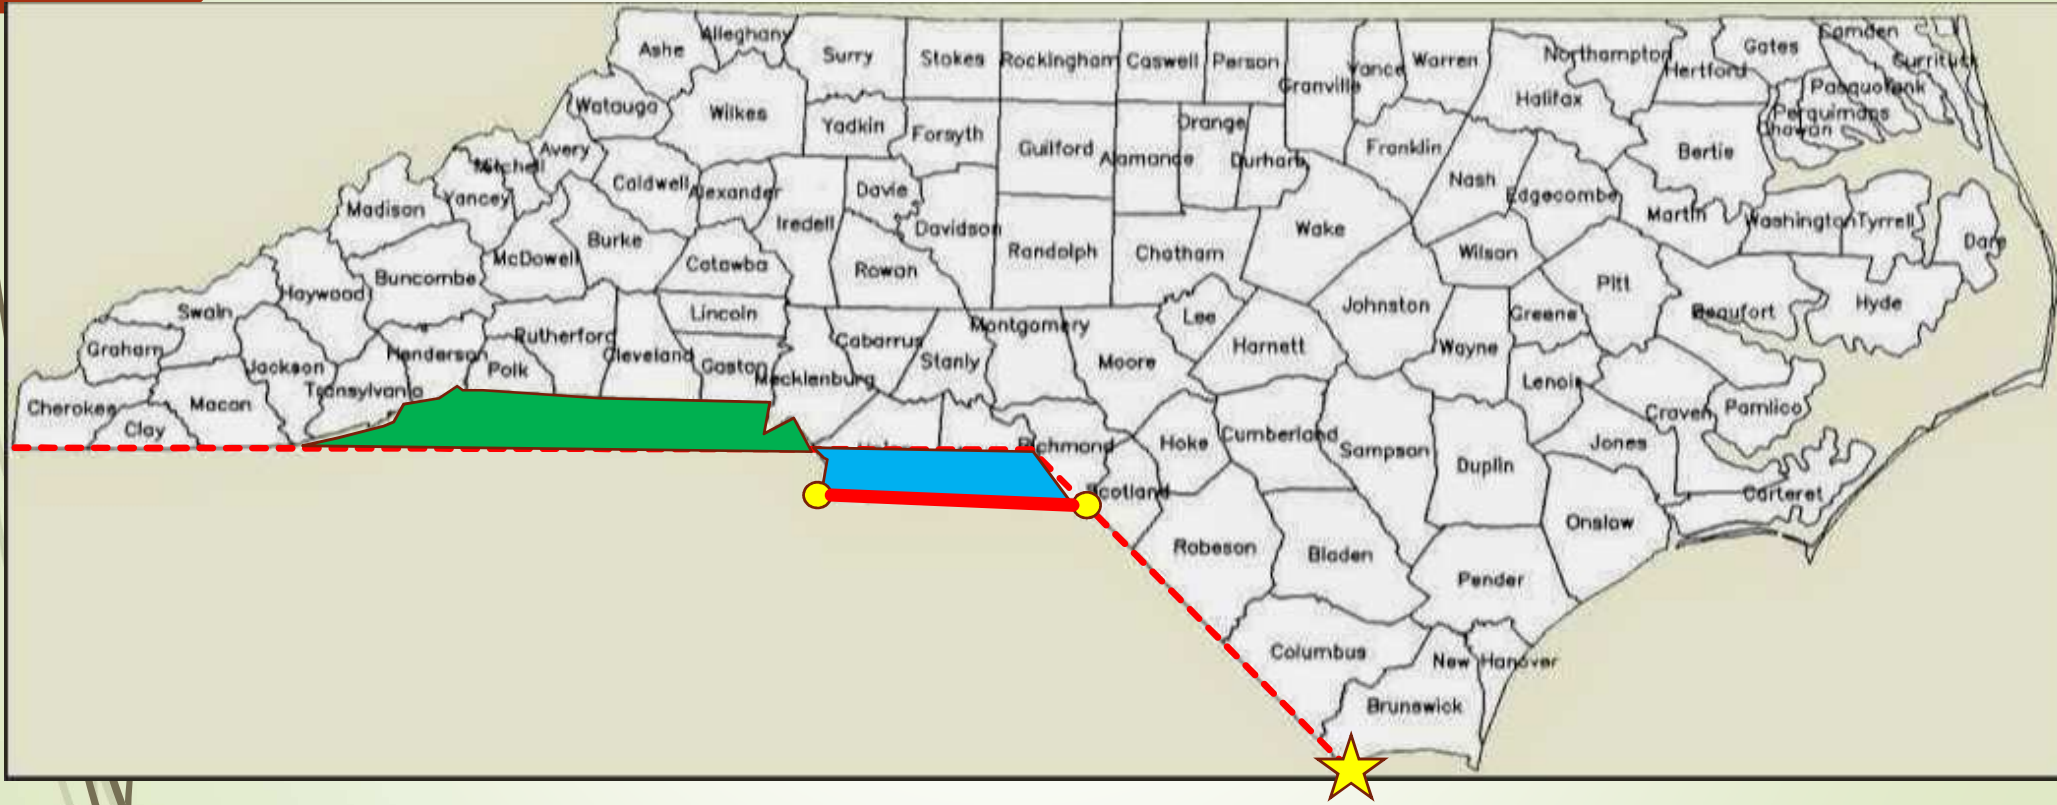 Ashe
Alleghany
Surry
Stokes
Rockingham
Caswell
Person
Granville
Vance
Warren
Northampton
Hertford
Gates
Camden
Currituck
Watauga
Wilkes
Yadkin
Forsyth
Guilford
Alamance
Orange
Durham
Franklin
Halifax
Bertie
Pasquotank
Perquimans
Chowan
Mitchell
Avery
Yancey
Caldwell
Alexander
Davie
Iredell
Davidson
Randolph
Chatham
Wake
Nash
Edgecombe
Martin
Washington
Tyrrell
Dare
Madison
Buncombe
McDowell
Burke
Catawba
Rowan
Wilson
Pitt
Beaufort
Hyde
Swain
Haywood
Graham
Jackson
Henderson
Rutherford
Polk
Cleveland
Lincoln
Gaston
Mecklenburg
Cabarrus
Stanly
Montgomery
Moore
Lee
Harnett
Johnston
Wayne
Greene
Lenoir
Craven
Pamlico
Cherokee
Clay
Macon
Transylvania
Richmond
Scotland
Hoke
Cumberland
Sampson
Duplin
Jones
Carteret
Onslow
Robeson
Bladen
Pender
Columbus
New Hanover
Brunswick